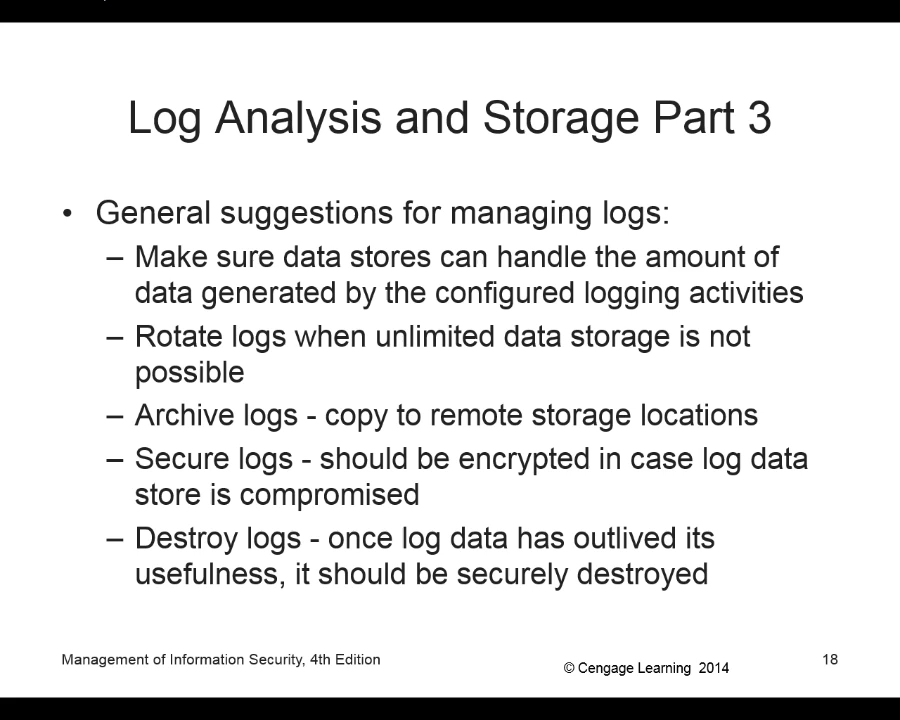 Log Analysis and Storage Part 3
• General suggestions for managing logs:
– Make sure data stores can handle the amount of
data generated by the configured logging activities
– Rotate logs when unlimited data storage is not
possible
– Archive logs - copy to remote storage locations
– Secure logs - should be encrypted in case log data
store is compromised
– Destroy logs - once log data has outlived its
usefulness, it should be securely destroyed
Management of Information Security, 4th Edition
© Cengage Learning 2014
18